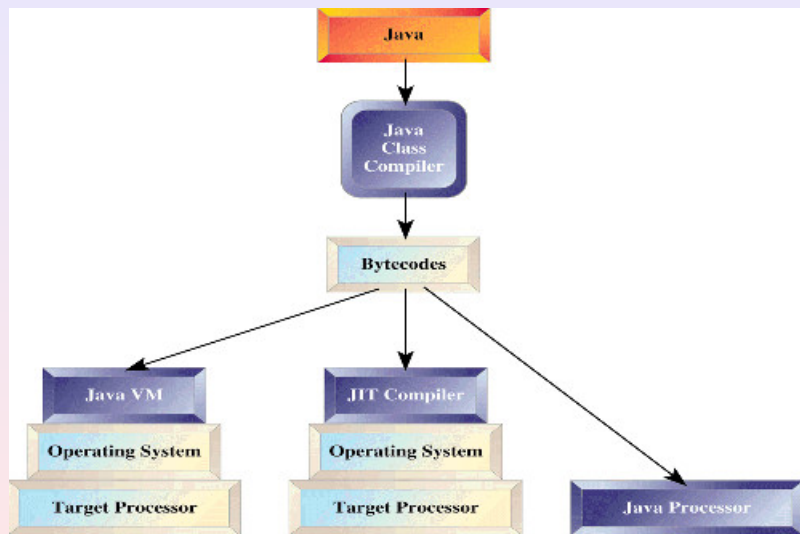 Java
Java
Class
Compiler
Bytecodes
Java VM
Operating System
Target Processor
JIT Compiler
Operating System
Target Processor
Java Processor